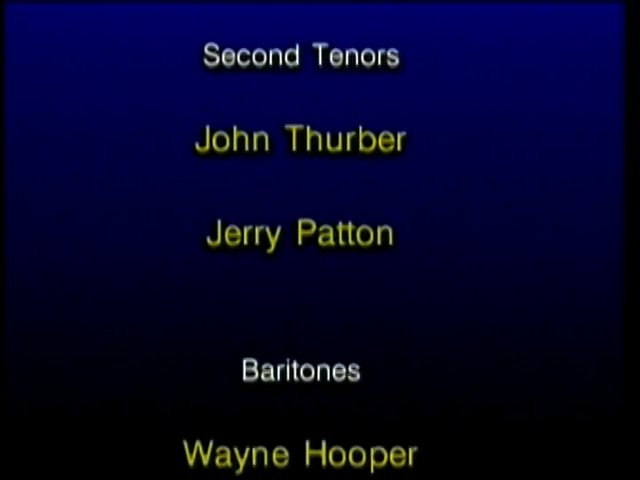 Second Tenors
John Thurber
Jerry Patton
Baritones
Wayne Hooper